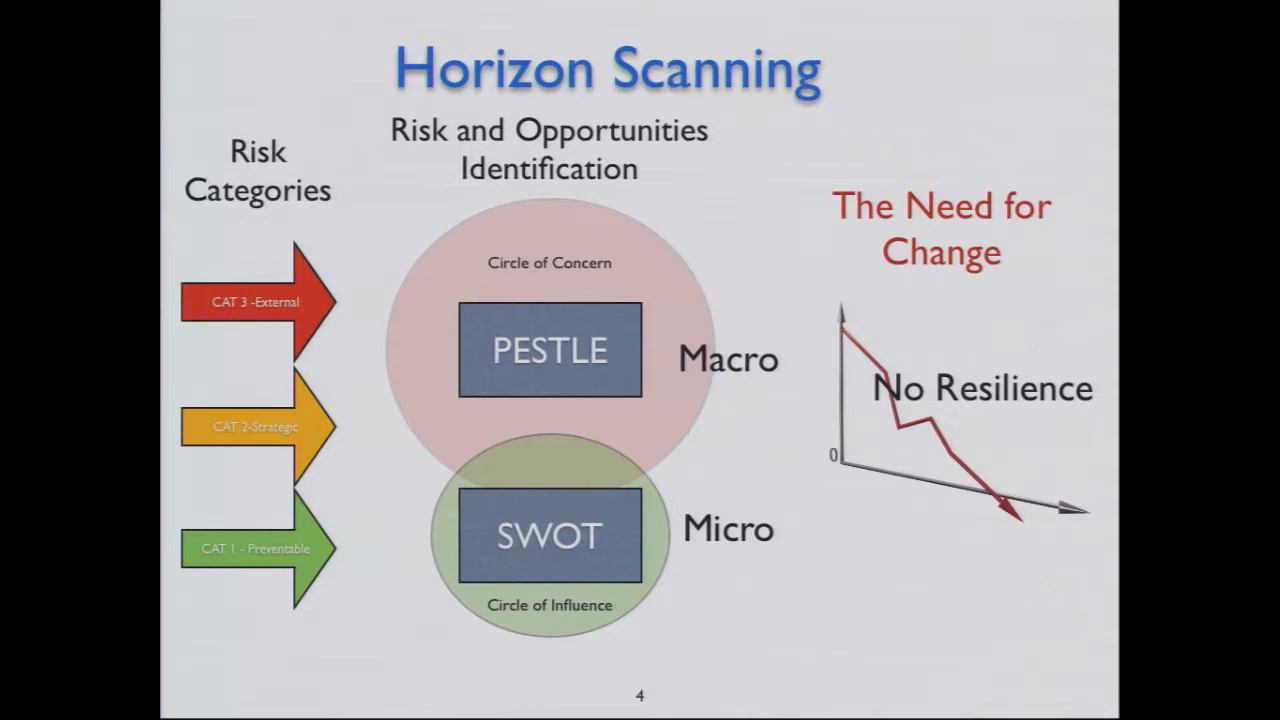 Horizon Scanning
Risk and Opportunities
Identification
Risk
Categories
CAT 3 -External
CAT 2-Strategic
CAT 1 - Preventable
Circle of Concern
PESTLE
Macro
SWOT
Micro
Circle of Influence
The Need for
Change
No Resilience
0
4